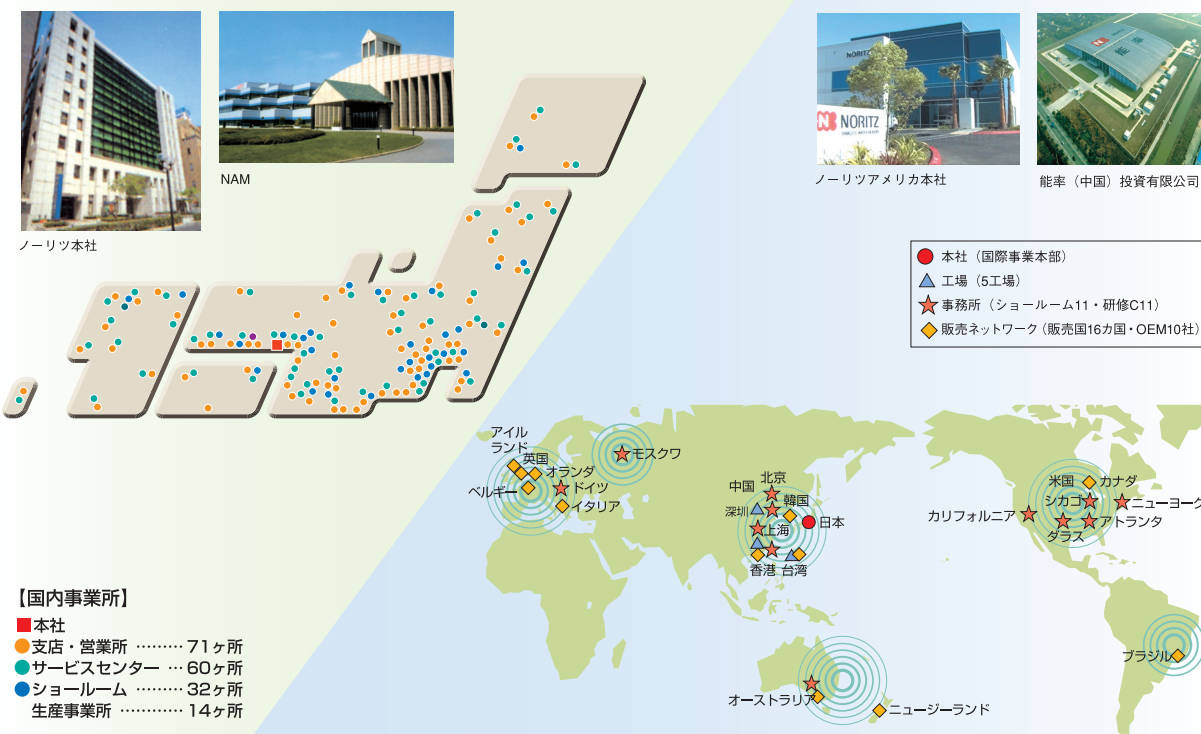 NORITZ
NORITZ
ノーリツ本社
NAM
ノーリツアメリカ本社
能率（中国）投資有限公司
本社（国際事業本部）
工場（5工場）
事務所（ショールーム11・研修C11）
販売ネットワーク（販売国16カ国・OEM10社）
アイル
ランド
英国
オランダ
ベルギー
ドイツ
イタリア
モスクワ
北京
中国
韓国
深圳
上海
日本
香港
台湾
米国
カナダ
シカゴ
ニューヨーク
カリフォルニア
アトランタ
ダラス
ブラジル
オーストラリア
ニュージーランド
【国内事業所】
本社
支店・営業所 ……… 71ヶ所
サービスセンター … 60ヶ所
ショールーム ……… 32ヶ所
生産事業所 ………… 14ヶ所